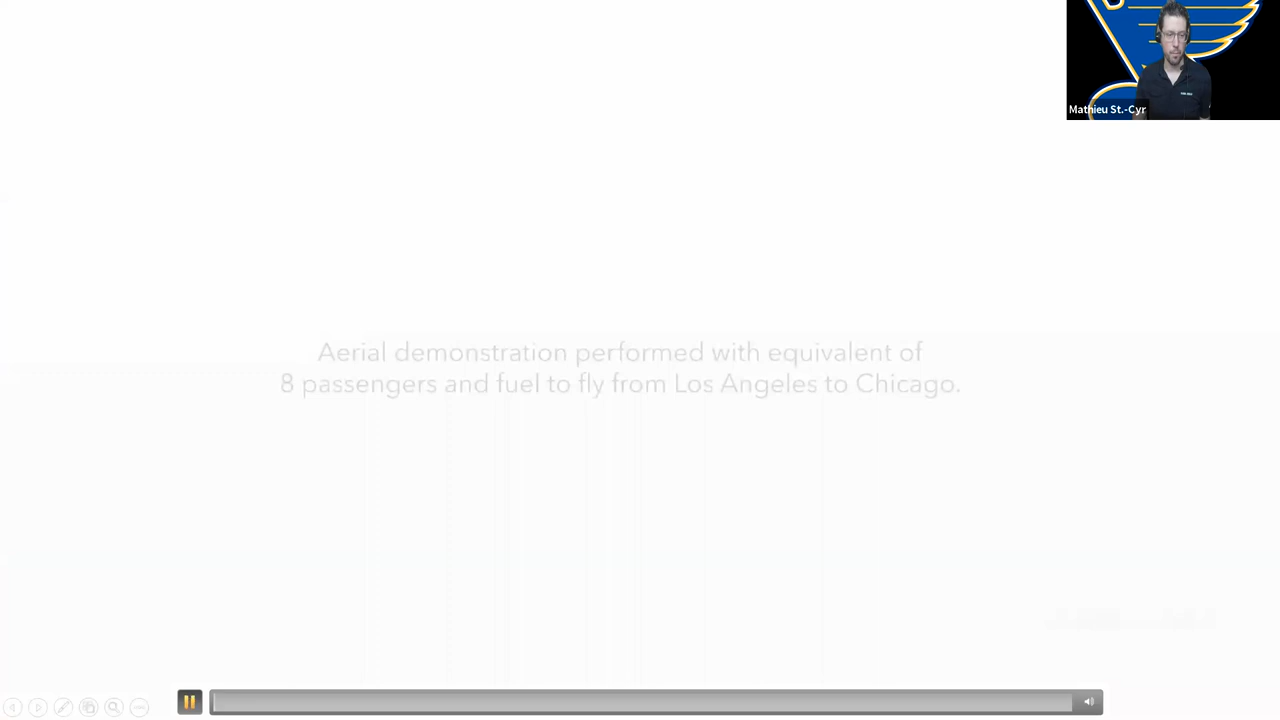 Mathieu St.-Cyr
Aerial demonstration performed with equivalent of
8 passengers and fuel to fly from Los Angeles to Chicago.